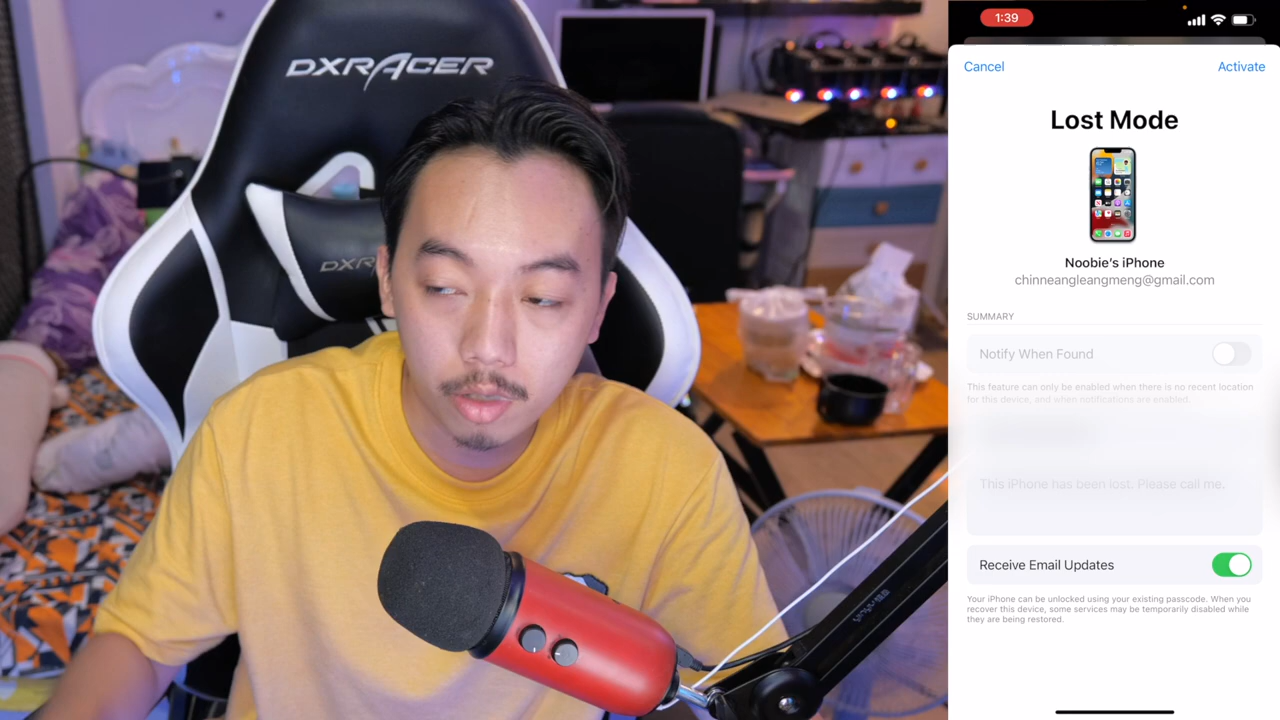 DXRACER
DXR
1:39
Cancel
Activate
Lost Mode
Noobie's iPhone
chinneangleangmeng@gmail.com
SUMMARY
Notify When Found
This feature can only be enabled when there is no recent location
for this device, and when notifications are enabled.
This iPhone has been lost. Please call me.
Receive Email Updates
Your iPhone can be unlocked using your existing passcode. When you
recover this device, some services may be temporarily disabled while
they are being restored.